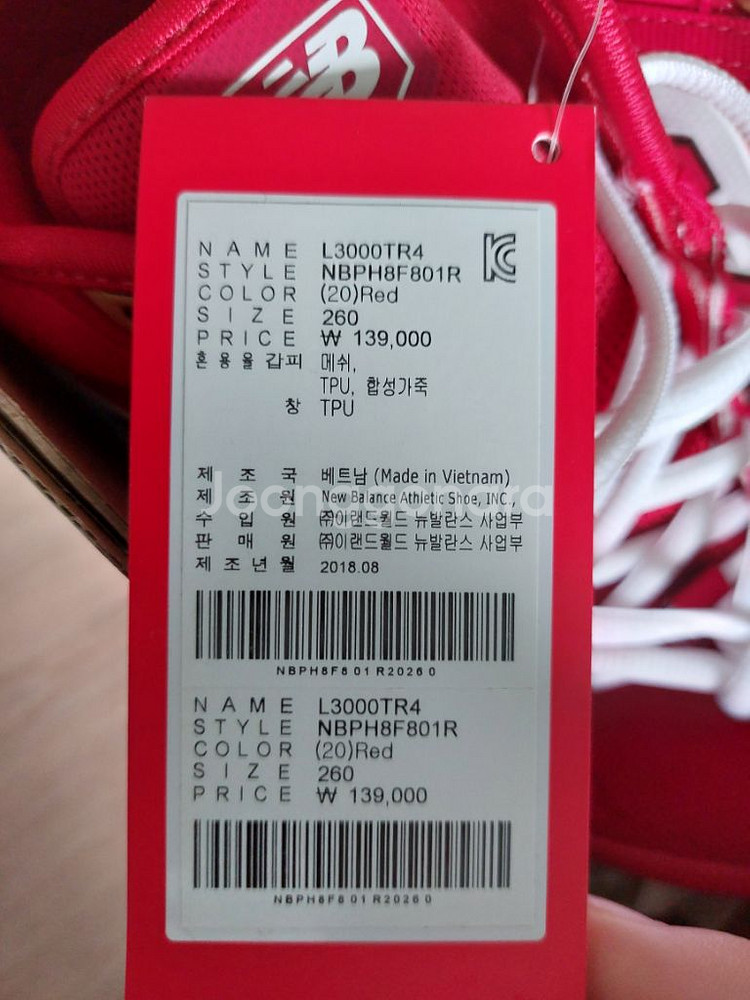 NB
NAME L3000TR4
STYLE NBPH8F801R
COLOR (20)Red
SIZE 260
PRICE ₩ 139,000
혼용율 갑피 메쉬,
TPU, 합성가죽
창 TPU
제조국 베트남 (Made in Vietnam)
제조원 New Balance Athletic Shoe, INC.,
수입원 ㈜이랜드월드 뉴발란스 사업부
판매원 ㈜이랜드월드 뉴발란스 사업부
제조년월 2018.08
NBPH8F801R20260
NAME L3000TR4
STYLE NBPH8F801R
COLOR (20)Red
SIZE 260
PRICE ₩ 139,000
NBPH8F801R20260
Joonggonara